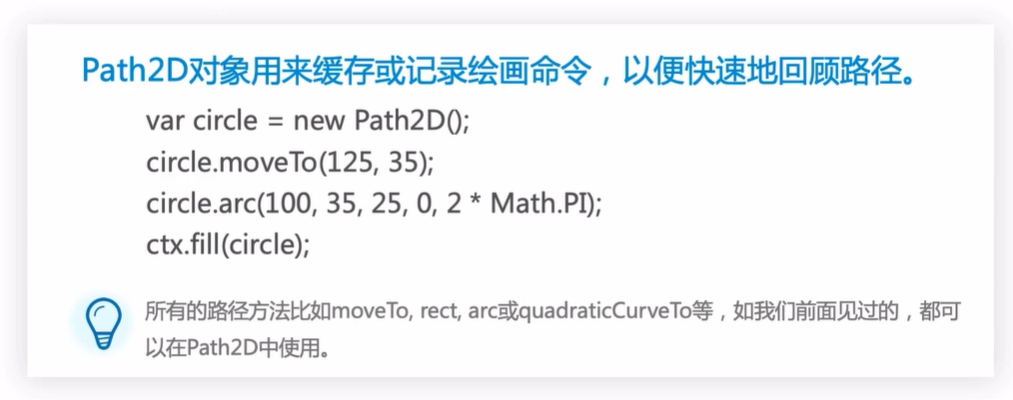 Path2D对象用来缓存或记录绘画命令，以便快速地回顾路径。
var circle = new Path2D();
circle.moveTo(125, 35);
circle.arc(100, 35, 25, 0, 2 * Math.PI);
ctx.fill(circle);
所有的路径方法比如moveTo, rect, arc或quadraticCurveTo等，如我们前面见过的，都可
以在Path2D中使用。